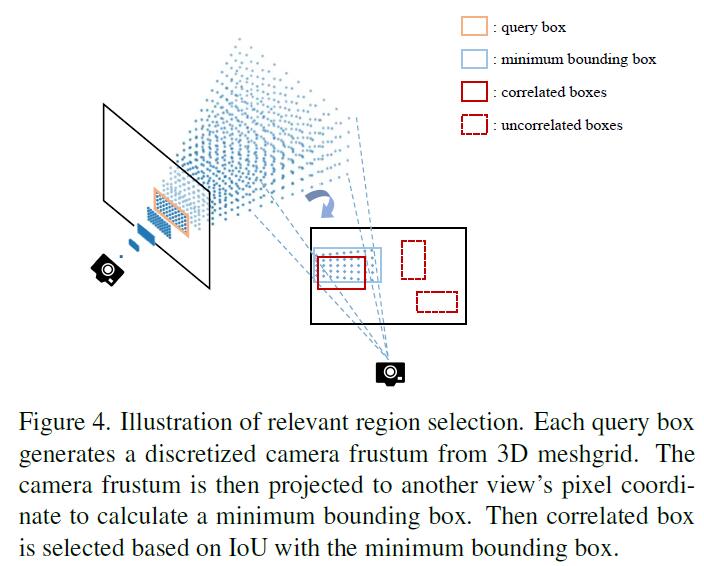 : query box
: minimum bounding box
: correlated boxes
: uncorrelated boxes
Figure 4. Illustration of relevant region selection. Each query box
generates a discretized camera frustum from 3D meshgrid. The
camera frustum is then projected to another view's pixel coordi-
nate to calculate a minimum bounding box. Then correlated box
is selected based on IoU with the minimum bounding box.